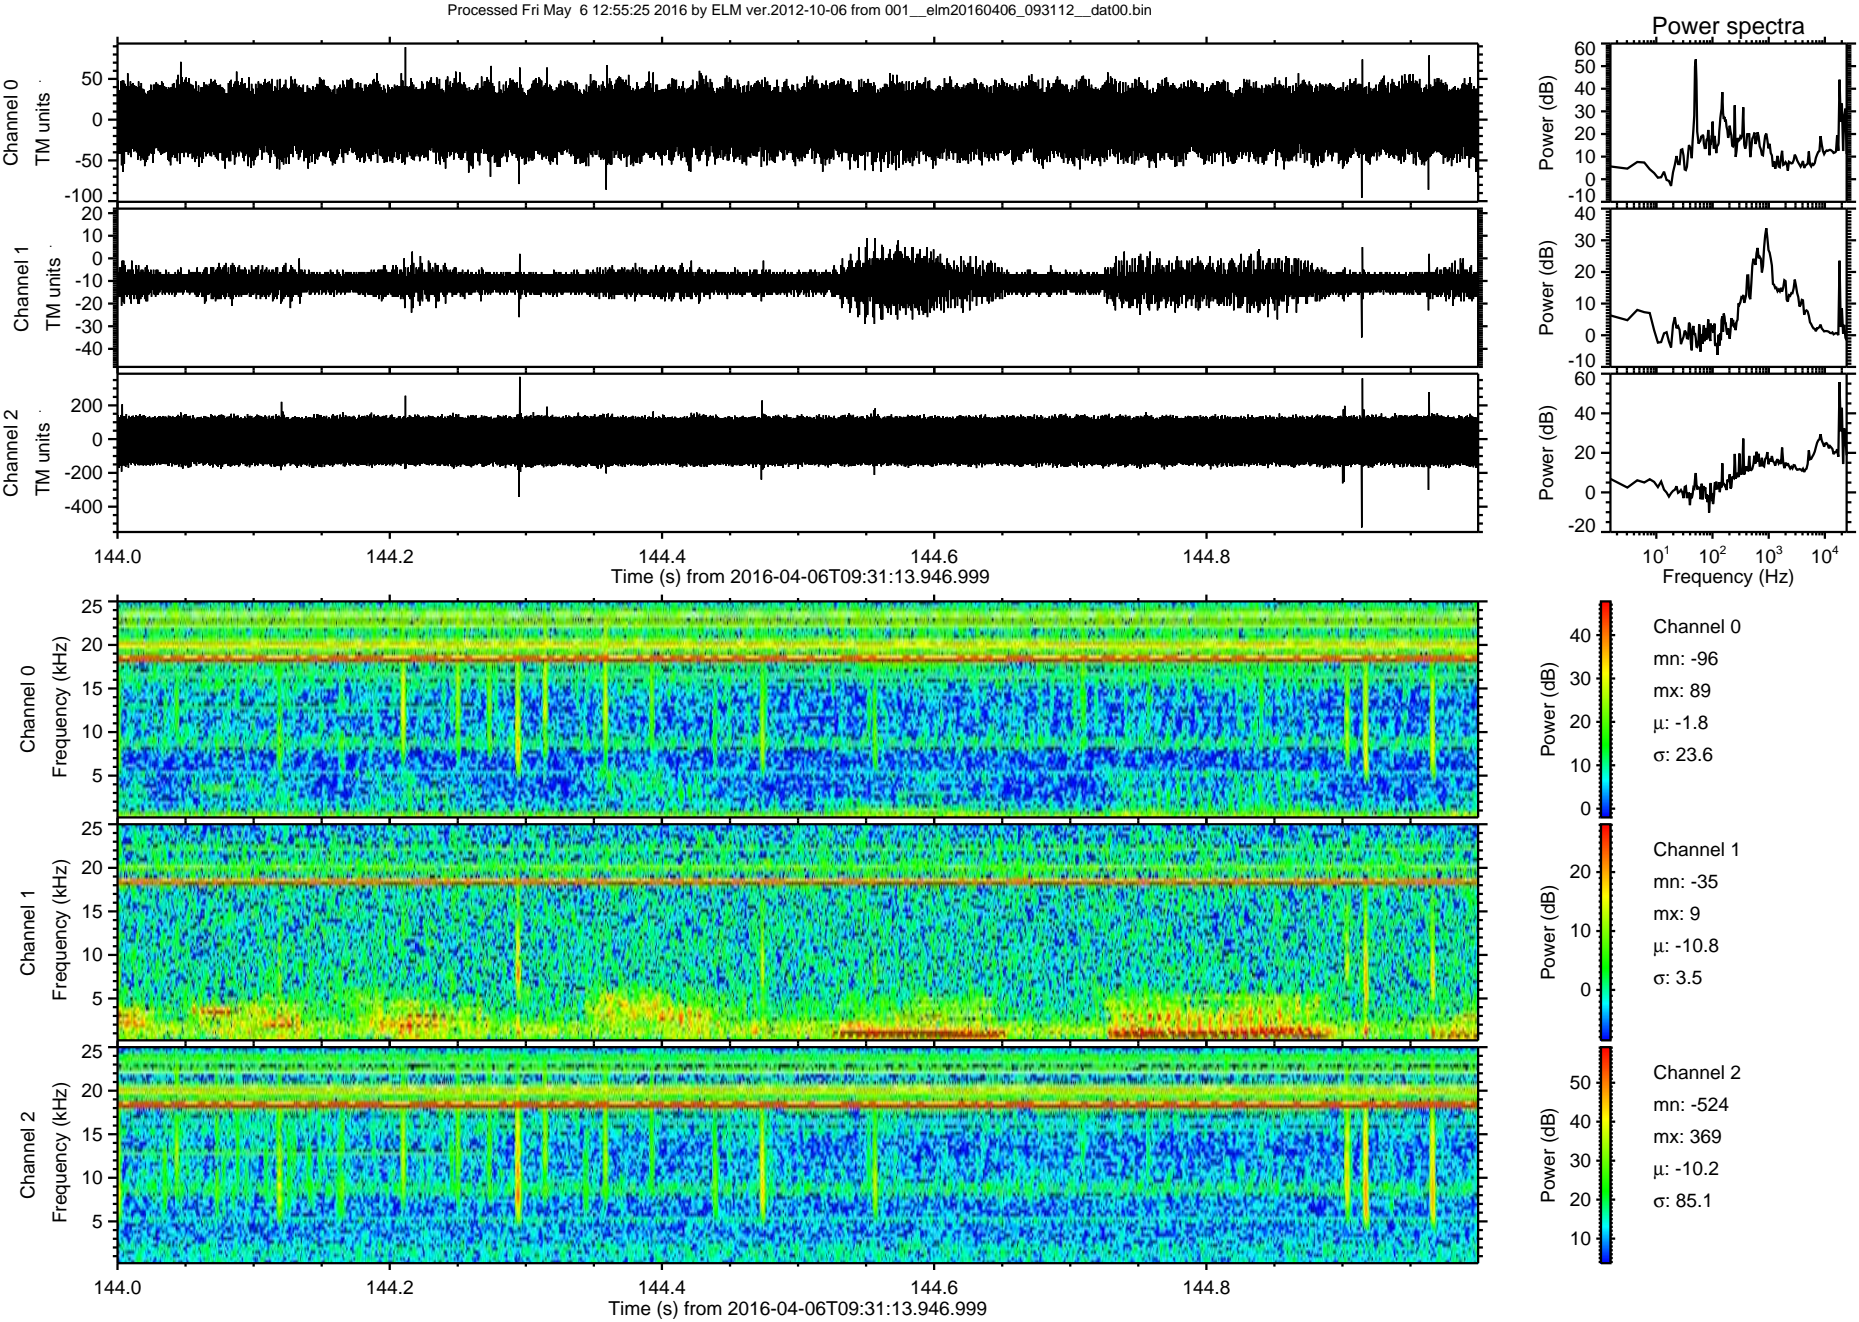 Processed Fri May  6 12:55:25 2016 by ELM ver.2012-10-06 from 001__elm20160406_093112__dat00.bin
Power spectra
Channel 0
TM units
50
0
-50
-100
Power (dB)
60
50
40
30
20
10
0
-10
Channel 1
TM units
20
10
0
-10
-20
-30
-40
Power (dB)
40
30
20
10
0
-10
Channel 2
TM units
200
0
-200
-400
Power (dB)
60
40
20
0
-20
144.0 144.2 144.4 144.6 144.8
Time (s) from 2016-04-06T09:31:13.946.999
10¹ 10² 10³ 10⁴
Frequency (Hz)
Channel 0
Frequency (kHz)
25
20
15
10
5
Power (dB)
40
30
20
10
0
Channel 0
mn: -96
mx: 89
μ: -1.8
σ: 23.6
Channel 1
Frequency (kHz)
25
20
15
10
5
Power (dB)
20
10
0
Channel 1
mn: -35
mx: 9
μ: -10.8
σ: 3.5
Channel 2
Frequency (kHz)
25
20
15
10
5
Power (dB)
50
40
30
20
10
Channel 2
mn: -524
mx: 369
μ: -10.2
σ: 85.1
144.0 144.2 144.4 144.6 144.8
Time (s) from 2016-04-06T09:31:13.946.999